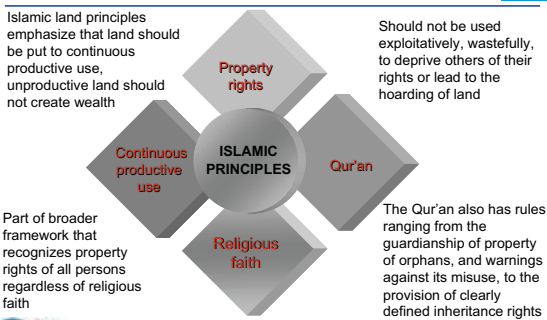 Islamic land principles
emphasize that land should
be put to continuous
productive use,
unproductive land should
not create wealth
Property
rights
Should not be used
exploitatively, wastefully,
to deprive others of their
rights or lead to the
hoarding of land
Continuous
productive
use
ISLAMIC
PRINCIPLES
Qur'an
Religious
faith
Part of broader
framework that
recognizes property
rights of all persons
regardless of religious
faith
The Qur'an also has rules
ranging from the
guardianship of property
of orphans, and warnings
against its misuse, to the
provision of clearly
defined inheritance rights